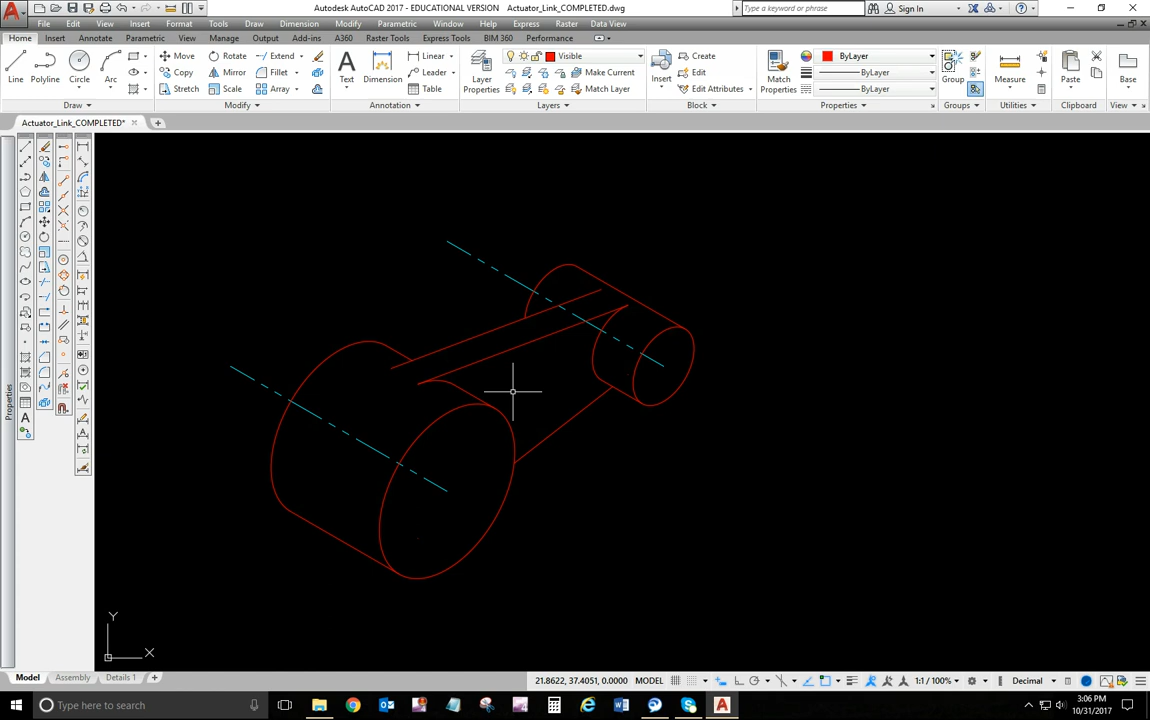 Autodesk AutoCAD 2017 - EDUCATIONAL VERSION Actuator_Link_COMPLETED.dwg
Type a keyword or phrase
Sign In
File Edit View Insert Format Tools Draw Dimension Modify Parametric Window Help Express Raster Data View
Home Insert Annotate Parametric View Manage Output Add-ins A360 Raster Tools Express Tools BIM 360 Performance
Line Polyline Circle Arc
Move Rotate Extend
Copy Mirror Fillet
Stretch Scale Array
Text Dimension
Linear
Leader
Table
Layer Properties
Visible
Make Current
Match Layer
Insert
Create
Edit
Edit Attributes
Match Properties
ByLayer
ByLayer
ByLayer
Group
Measure
Paste
Base
Draw Modify Annotation Layers Block Properties Groups Utilities Clipboard View
Actuator_Link_COMPLETED*
Properties
Y
X
Model Assembly Details 1
21.8622, 37.4051, 0.0000 MODEL
1:1 / 100%
Decimal
Type here to search
3:06 PM
10/31/2017